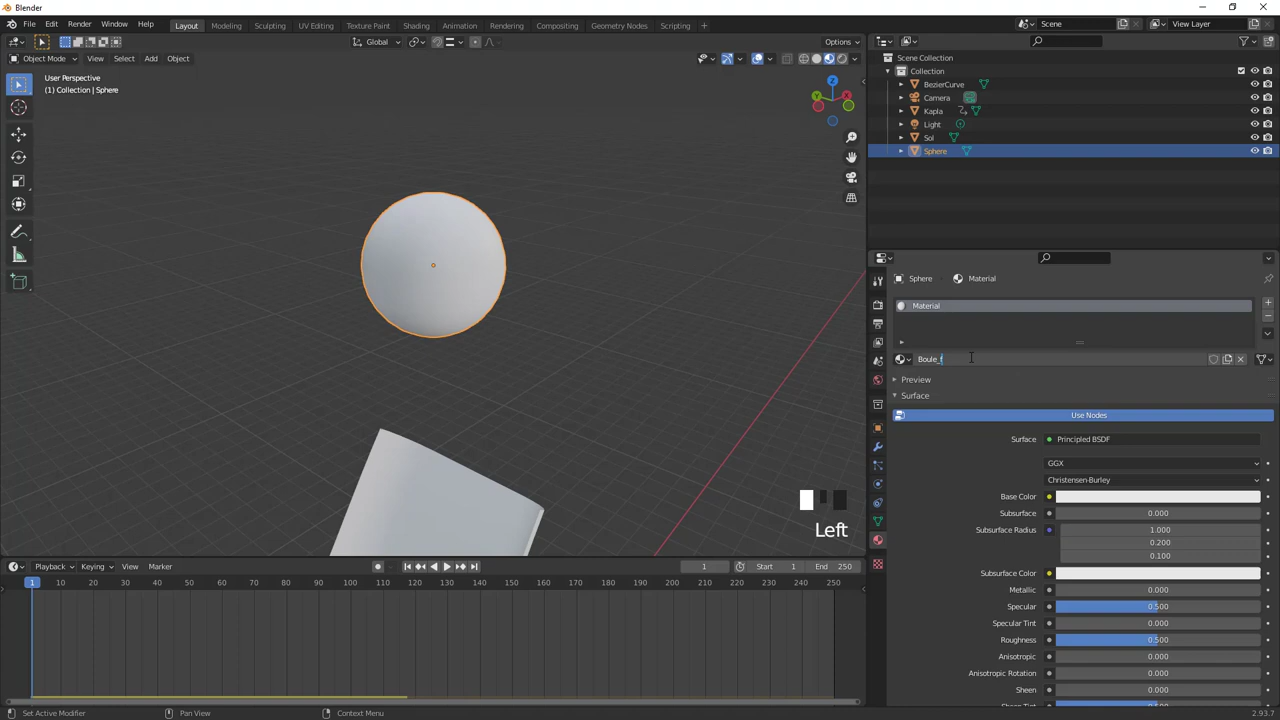 Blender
File Edit Render Window Help Layout Modeling Sculpting UV Editing Texture Paint Shading Animation Rendering Compositing Geometry Nodes Scripting + Scene View Layer
Global Options
Object Mode View Select Add Object
User Perspective
(1) Collection | Sphere
Z
Y
X
Scene Collection
Collection
BezierCurve
Camera
Kapla
Light
Sol
Sphere
Sphere Material
Material
Preview
Surface
Use Nodes
Surface Principled BSDF
GGX
Christensen-Burley
Base Color
Subsurface 0.000
Subsurface Radius 1.000
0.200
0.100
Subsurface Color
Metallic 0.000
Specular 0.500
Specular Tint 0.000
Roughness 0.500
Anisotropic 0.000
Anisotropic Rotation 0.000
Sheen 0.000
Left
Playback Keying View Marker 1 Start 1 End 250
1 10 20 30 40 50 60 70 80 90 100 110 120 130 140 150 160 170 180 190 200 210 220 230 240 250
Set Active Modifier Pan View Context Menu 2.93.7